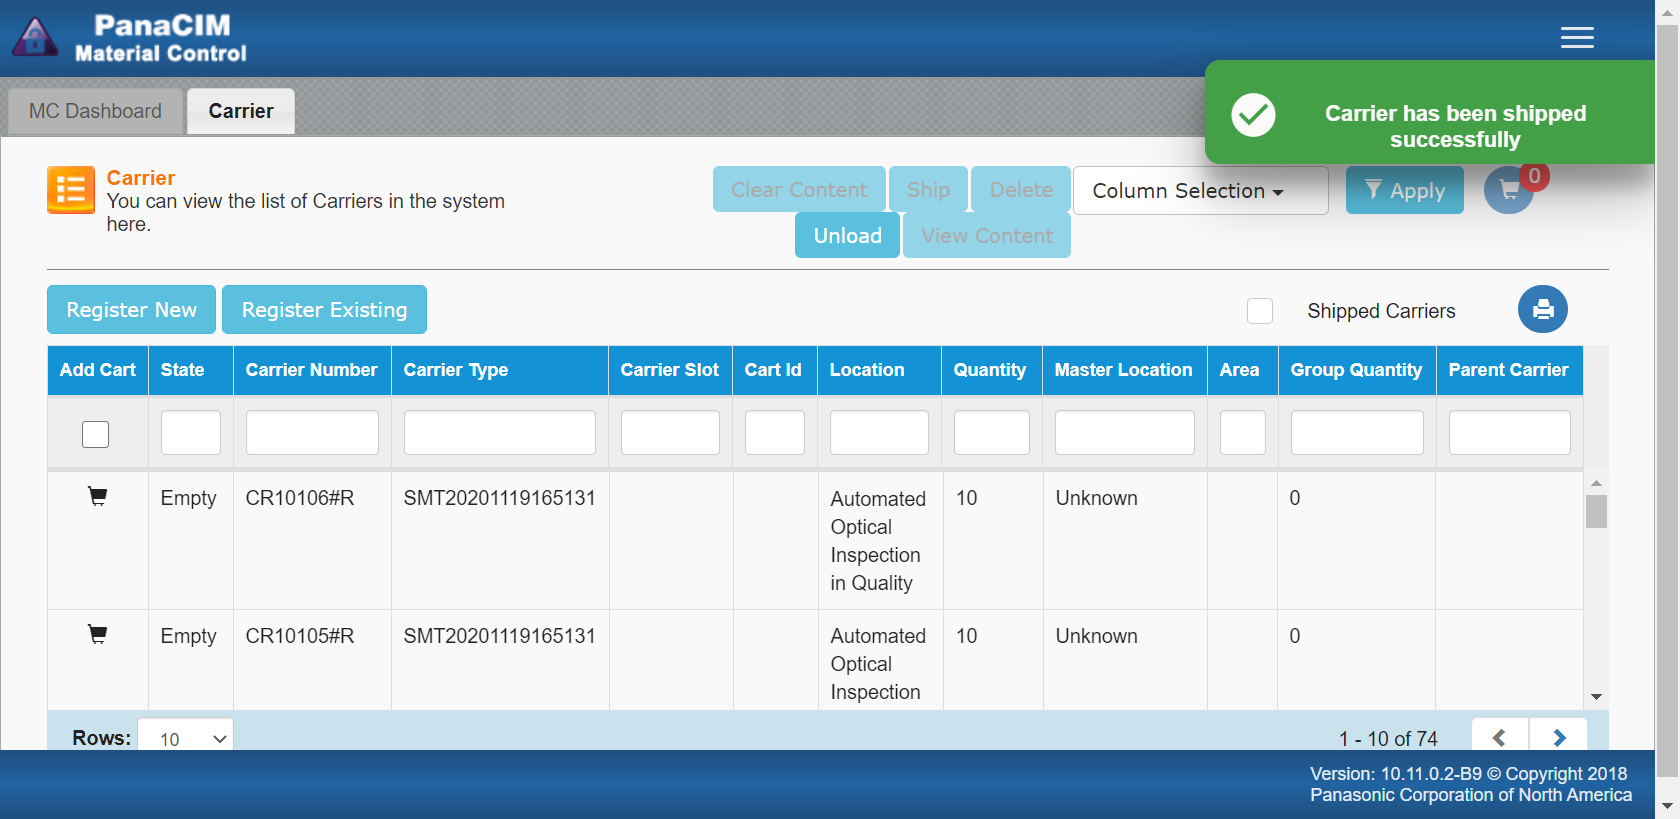 PanaCIM
Material Control
MC Dashboard
Carrier
Carrier has been shipped
successfully
Carrier
You can view the list of Carriers in the system
here.
Clear Content
Ship
Delete
Column Selection
Apply
0
Unload
View Content
Register New
Register Existing
Shipped Carriers
Add Cart State Carrier Number Carrier Type Carrier Slot Cart Id Location Quantity Master Location Area Group Quantity Parent Carrier
Empty CR10106#R SMT20201119165131 Automated 10 Unknown 0
Optical
Inspection
in Quality
Empty CR10105#R SMT20201119165131 Automated 10 Unknown 0
Optical
Inspection
Rows: 10
1 - 10 of 74
Version: 10.11.0.2-B9 © Copyright 2018
Panasonic Corporation of North America